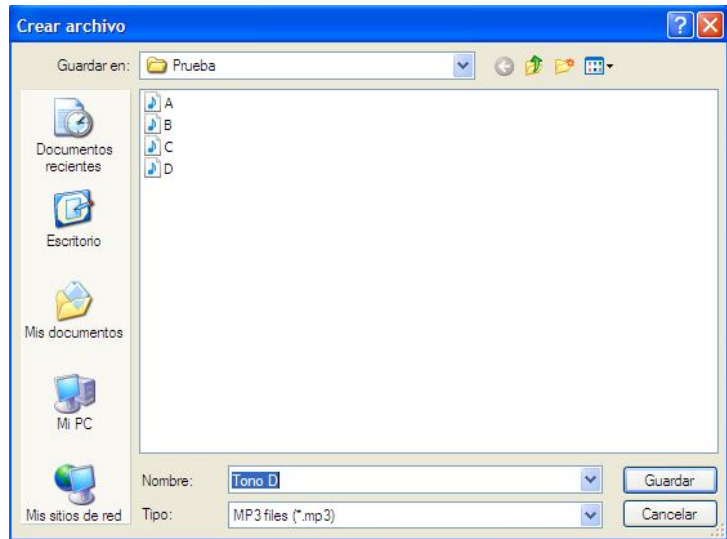 Crear archivo
Guardar en: Prueba
A
B
C
D
Documentos
recientes
Escritorio
Mis documentos
Mi PC
Mis sitios de red
Nombre: Tono D Guardar
Tipo: MP3 files (*.mp3) Cancelar